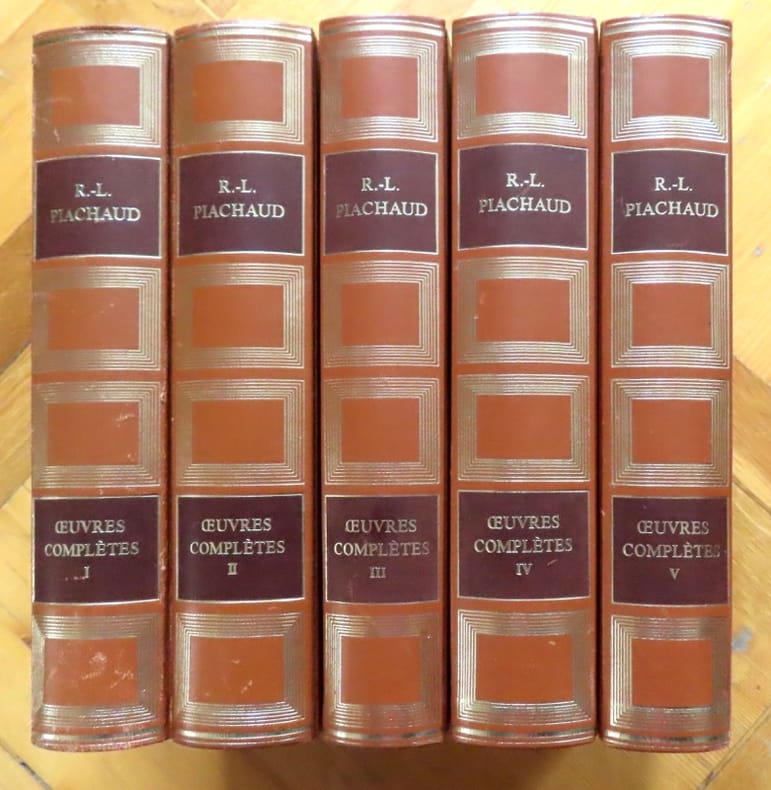 R.-L.
PIACHAUD
ŒUVRES
COMPLÈTES
I
R.-L.
PIACHAUD
ŒUVRES
COMPLÈTES
II
R.-L.
PIACHAUD
ŒUVRES
COMPLÈTES
III
R.-L.
PIACHAUD
ŒUVRES
COMPLÈTES
IV
R.-L.
PIACHAUD
ŒUVRES
COMPLÈTES
V